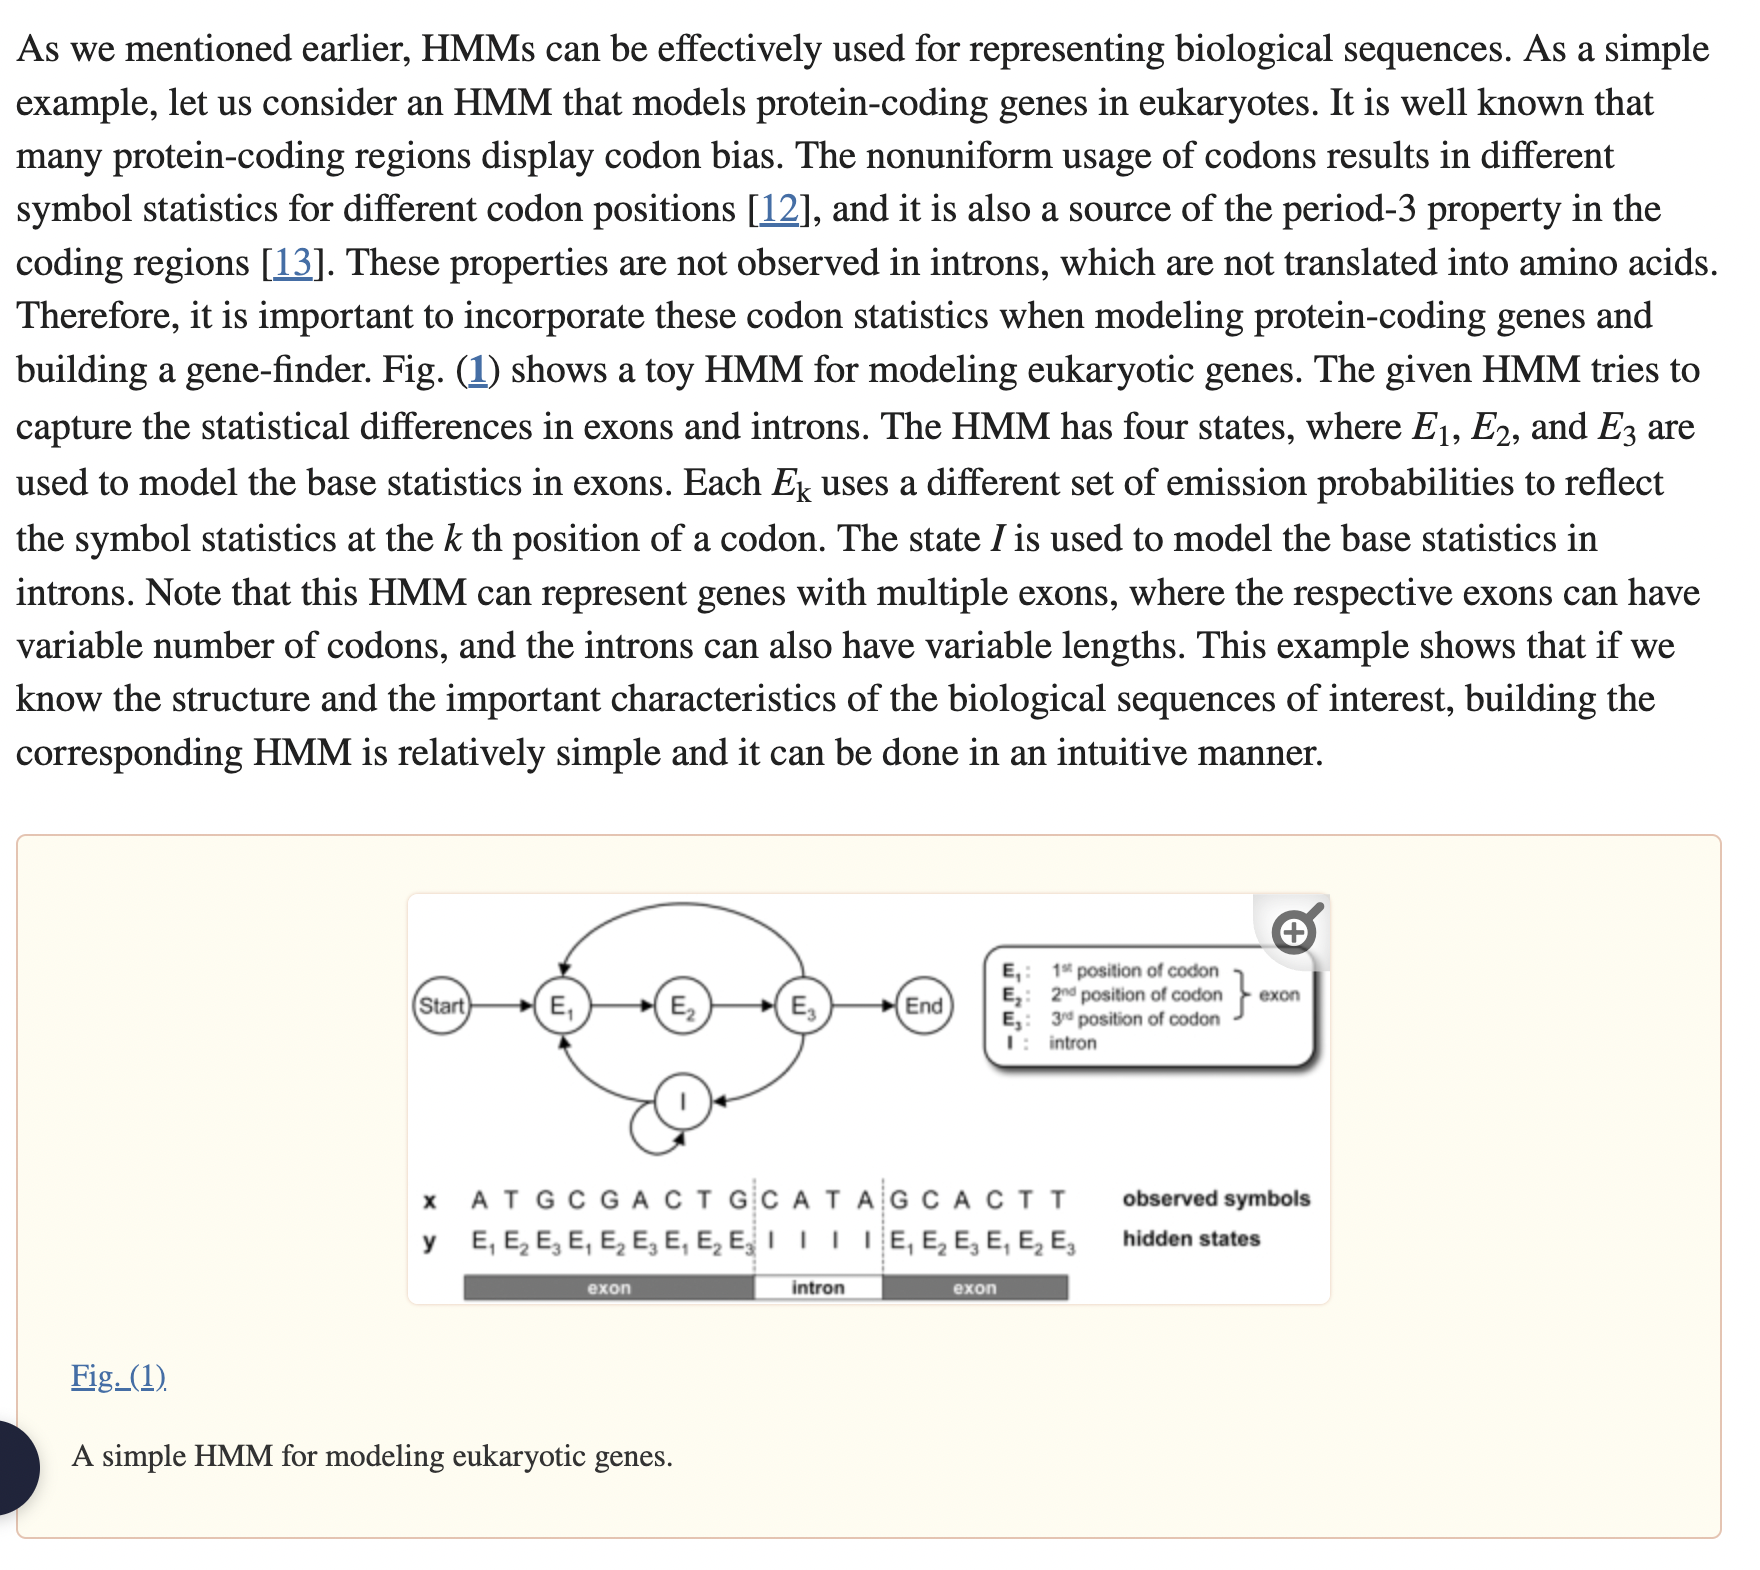 As we mentioned earlier, HMMs can be effectively used for representing biological sequences. As a simple
example, let us consider an HMM that models protein-coding genes in eukaryotes. It is well known that
many protein-coding regions display codon bias. The nonuniform usage of codons results in different
symbol statistics for different codon positions [12], and it is also a source of the period-3 property in the
coding regions [13]. These properties are not observed in introns, which are not translated into amino acids.
Therefore, it is important to incorporate these codon statistics when modeling protein-coding genes and
building a gene-finder. Fig. (1) shows a toy HMM for modeling eukaryotic genes. The given HMM tries to
capture the statistical differences in exons and introns. The HMM has four states, where E₁, E₂, and E₃ are
used to model the base statistics in exons. Each Eₖ uses a different set of emission probabilities to reflect
the symbol statistics at the k th position of a codon. The state I is used to model the base statistics in
introns. Note that this HMM can represent genes with multiple exons, where the respective exons can have
variable number of codons, and the introns can also have variable lengths. This example shows that if we
know the structure and the important characteristics of the biological sequences of interest, building the
corresponding HMM is relatively simple and it can be done in an intuitive manner.
Start E₁ E₂ E₃ End
I
E₁: 1st position of codon
E₂: 2nd position of codon
E₃: 3rd position of codon
exon
I : intron
x A T G C G A C T G C A T A G C A C T T observed symbols
y E₁ E₂ E₃ E₁ E₂ E₃ E₁ E₂ E₃ I I I I E₁ E₂ E₃ E₁ E₂ E₃ hidden states
exon intron exon
Fig. (1).
A simple HMM for modeling eukaryotic genes.